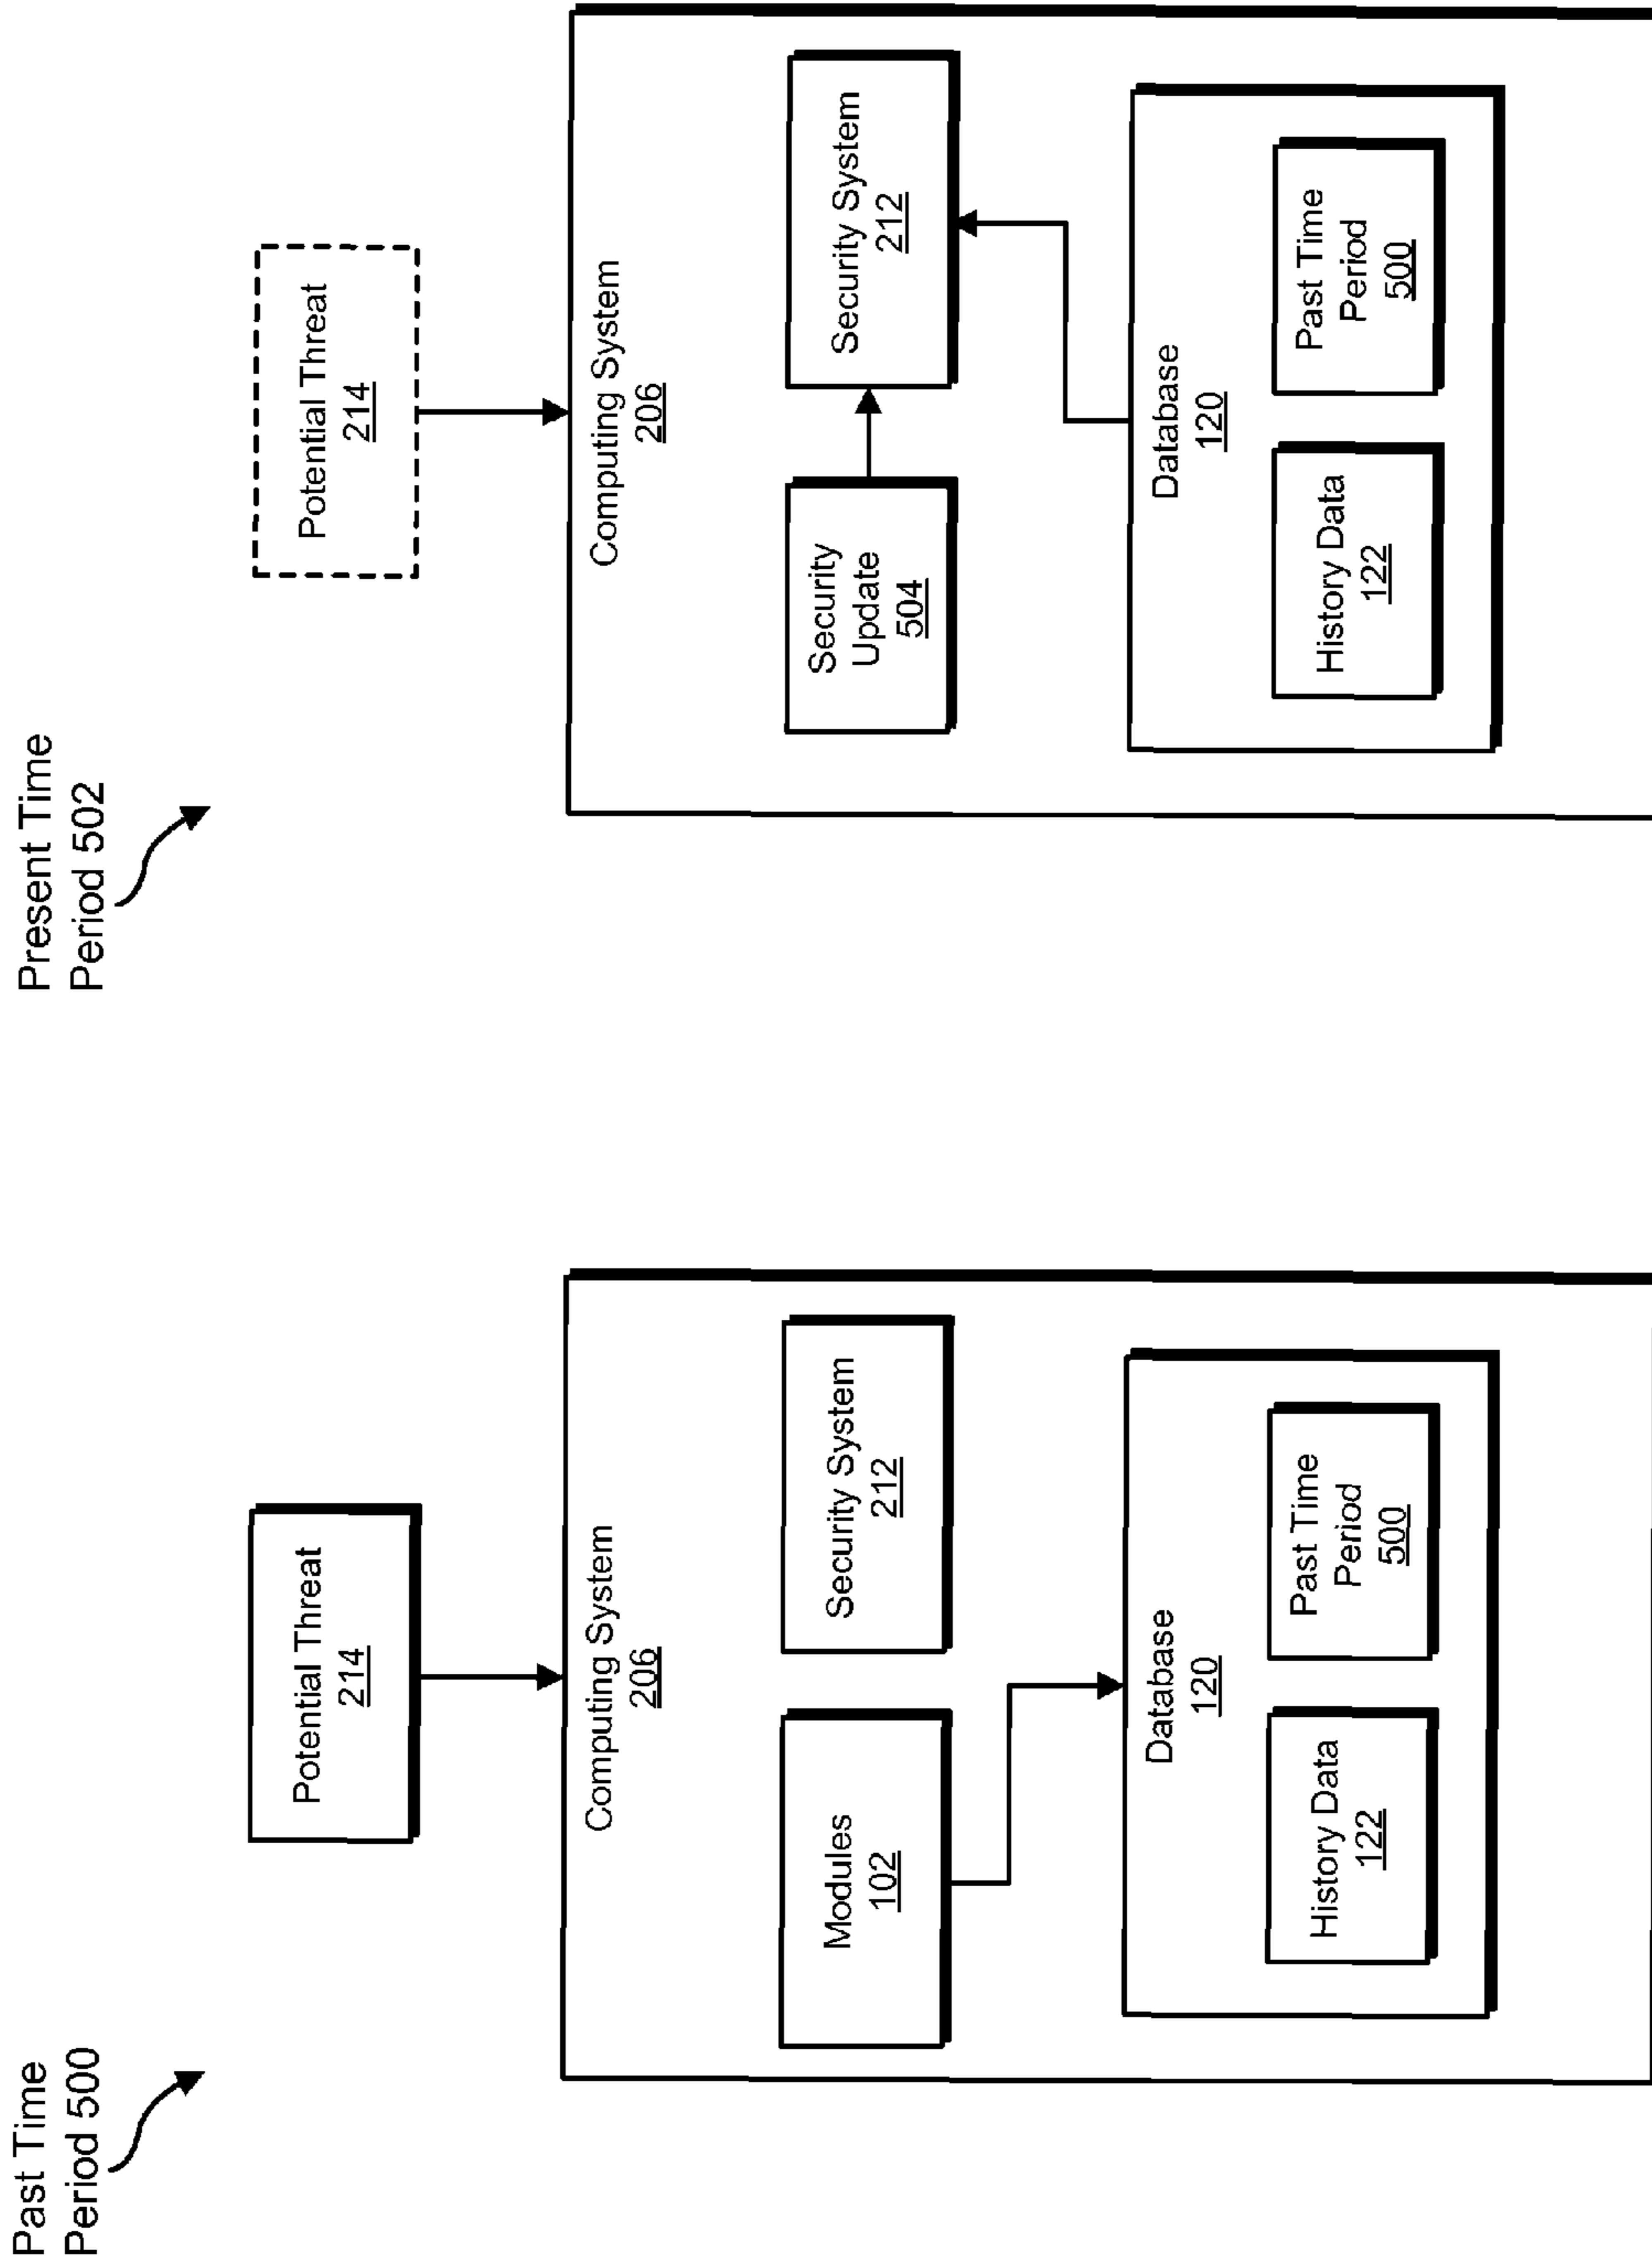 Past Time
Period 500
Potential Threat
214
Computing System
206
Modules
102
Security System
212
Database
120
History Data
122
Past Time
Period
500
Present Time
Period 502
Potential Threat
214
Computing System
206
Security
Update
504
Security System
212
Database
120
History Data
122
Past Time
Period
500